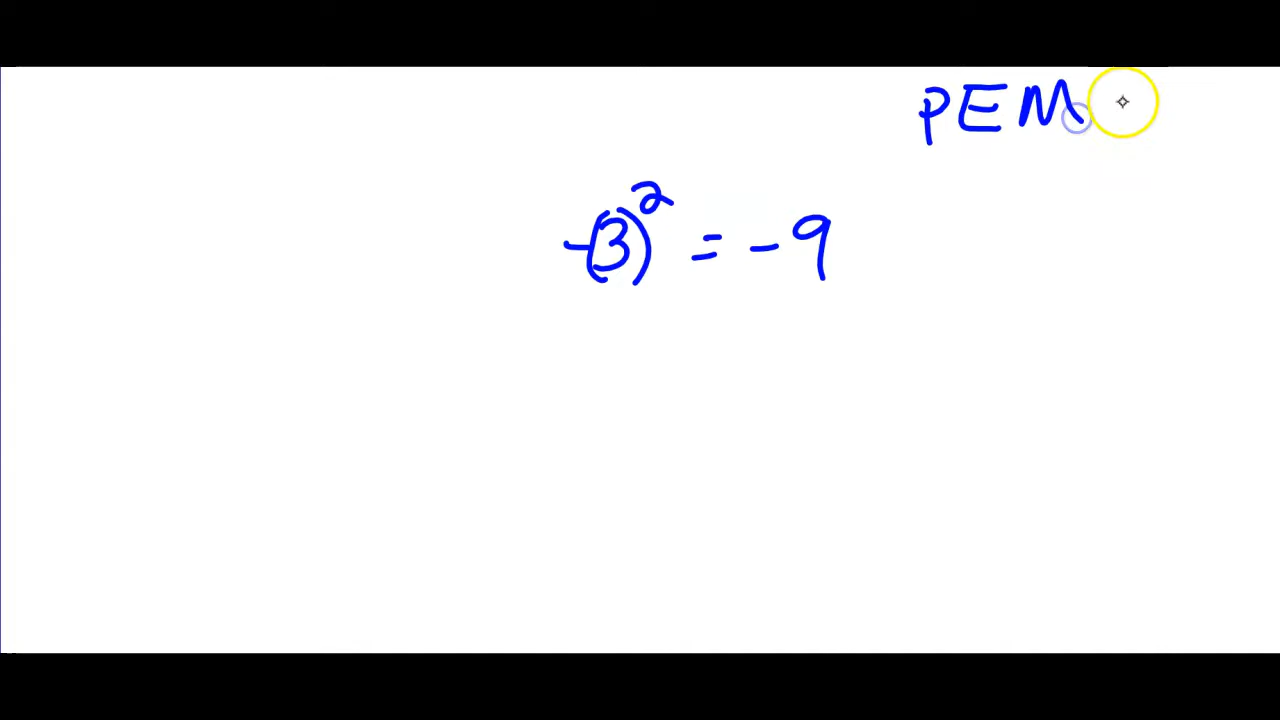 PEM
-(3)² = -9